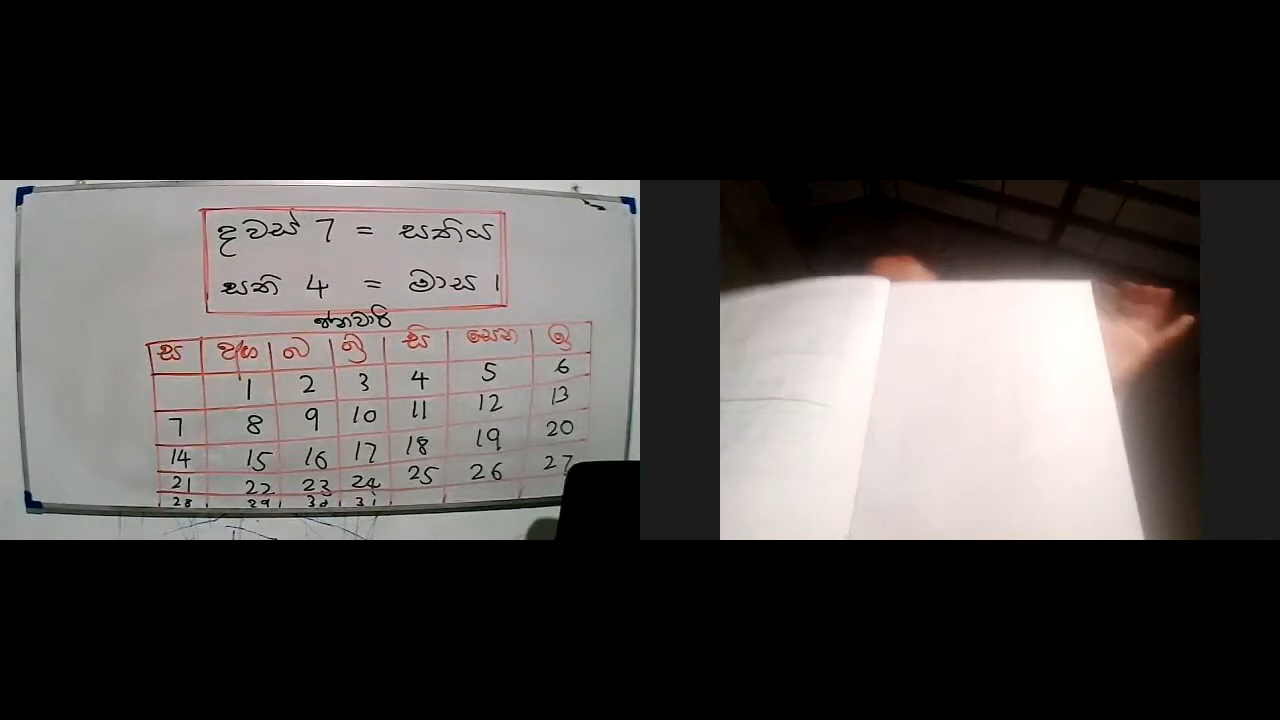 දවස් 7 = සතිය
සති 4 = මාස 1
ජනවාරි
ස අඟ බ බ්‍ර සි සෙන ඉ
1 2 3 4 5 6
7 8 9 10 11 12 13
14 15 16 17 18 19 20
21 22 23 24 25 26 27
28 29 30 31